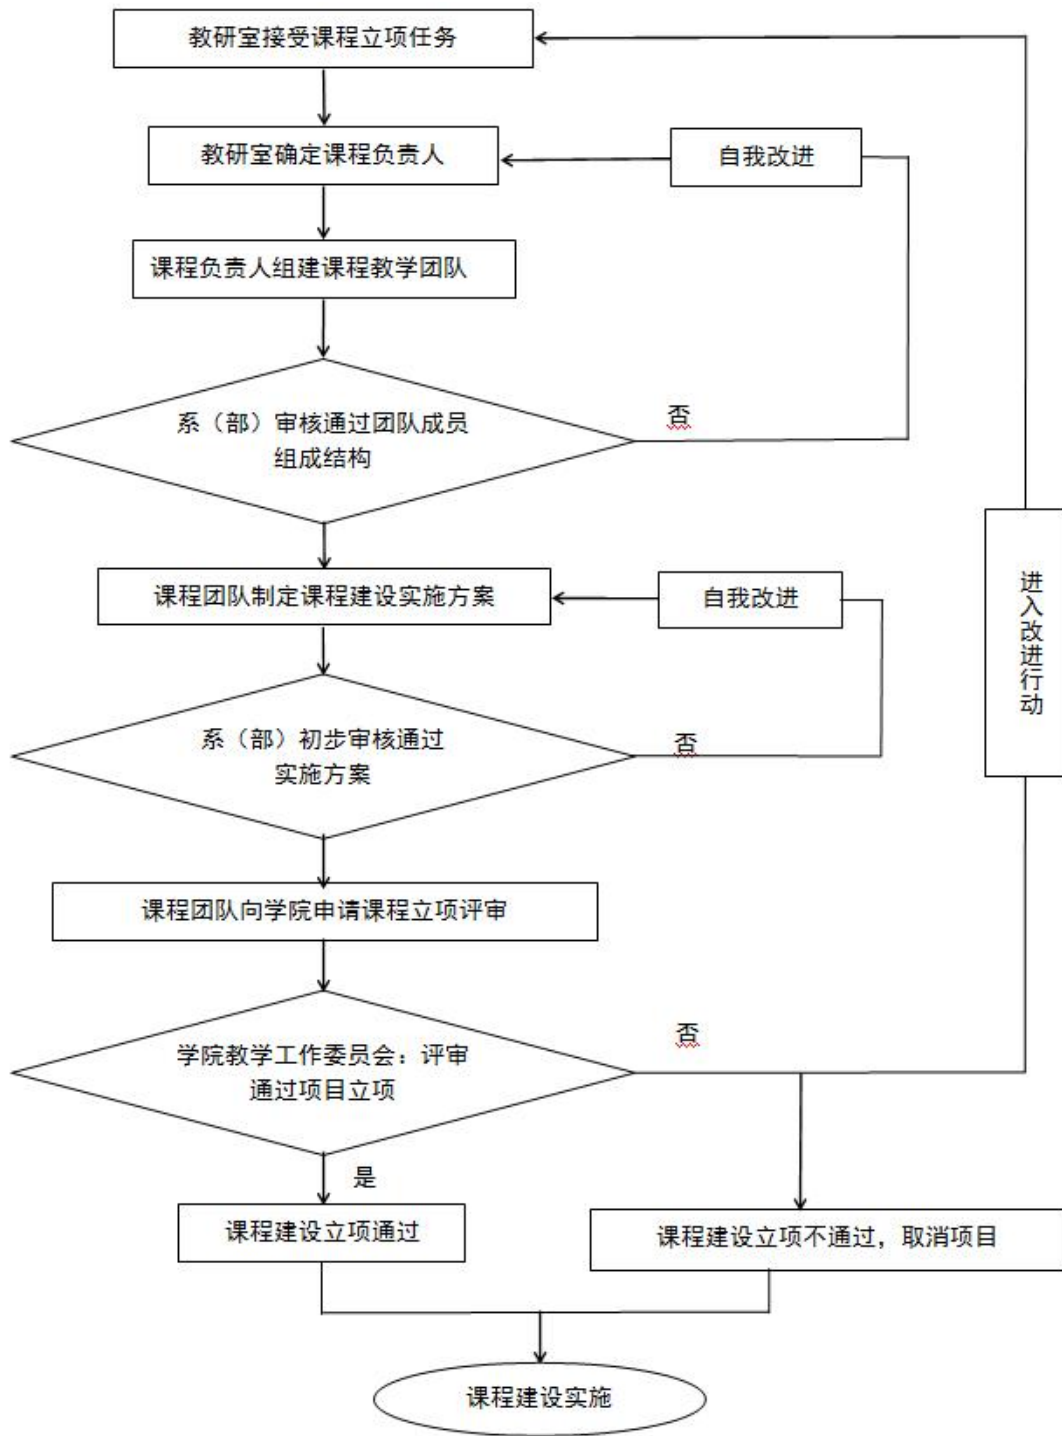 教研室接受课程立项任务
教研室确定课程负责人
自我改进
课程负责人组建课程教学团队
系（部）审核通过团队成员
组成结构
否
课程团队制定课程建设实施方案
自我改进
进入改进行动
系（部）初步审核通过
实施方案
否
课程团队向学院申请课程立项评审
学院教学工作委员会：评审
通过项目立项
否
是
课程建设立项通过
课程建设立项不通过，取消项目
课程建设实施